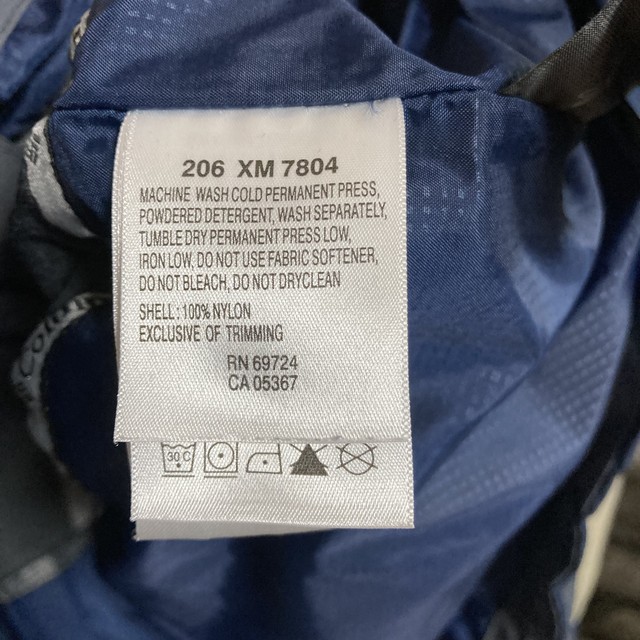 206 XM 7804
MACHINE WASH COLD PERMANENT PRESS,
POWDERED DETERGENT, WASH SEPARATELY,
TUMBLE DRY PERMANENT PRESS LOW,
IRON LOW, DO NOT USE FABRIC SOFTENER,
DO NOT BLEACH, DO NOT DRYCLEAN
SHELL: 100% NYLON
EXCLUSIVE OF TRIMMING
RN 69724
CA 05367
30 C